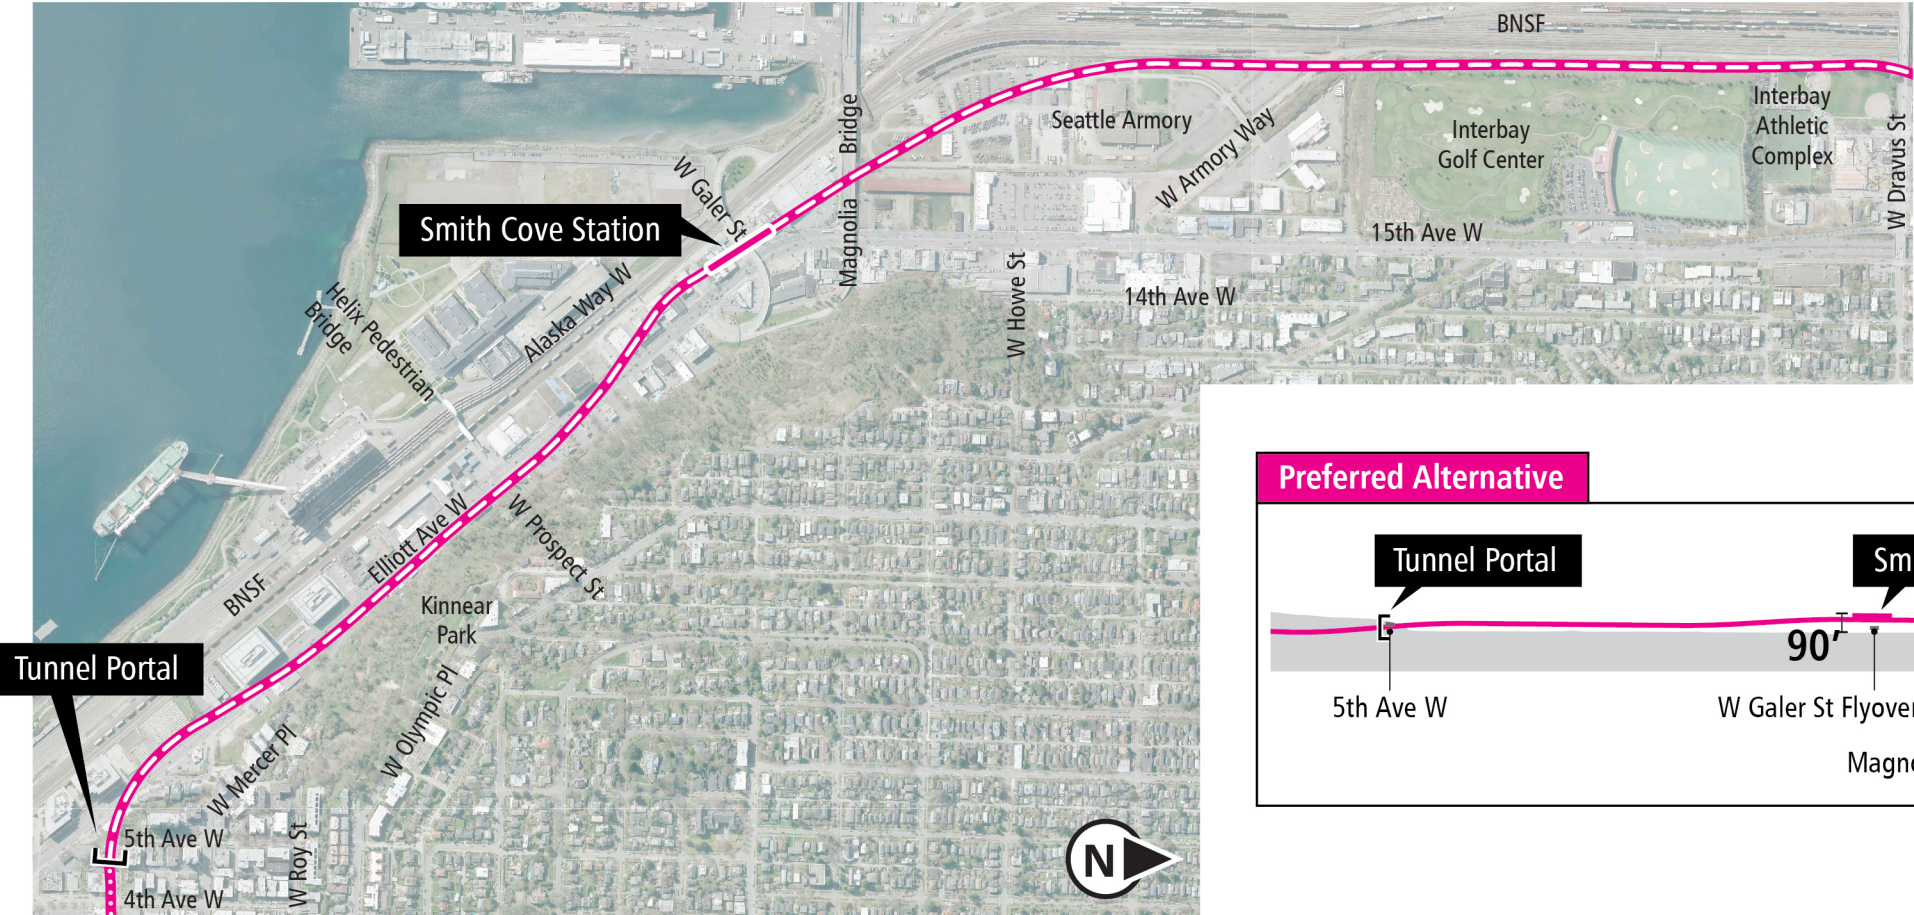 BNSF
Interbay
Athletic
Complex
Seattle Armory
W Armory Way
Interbay
Golf Center
W Dravus St
Magnolia Bridge
W Galer St
Smith Cove Station
15th Ave W
14th Ave W
W Howe St
Alaska Way W
Helix Pedestrian
Bridge
Elliott Ave W
W Prospect St
BNSF
Kinnear
Park
Tunnel Portal
W Olympic Pl
W Mercer Pl
5th Ave W
W Roy St
4th Ave W
N
Preferred Alternative
Tunnel Portal
Sm
90'
5th Ave W
W Galer St Flyover
Magno